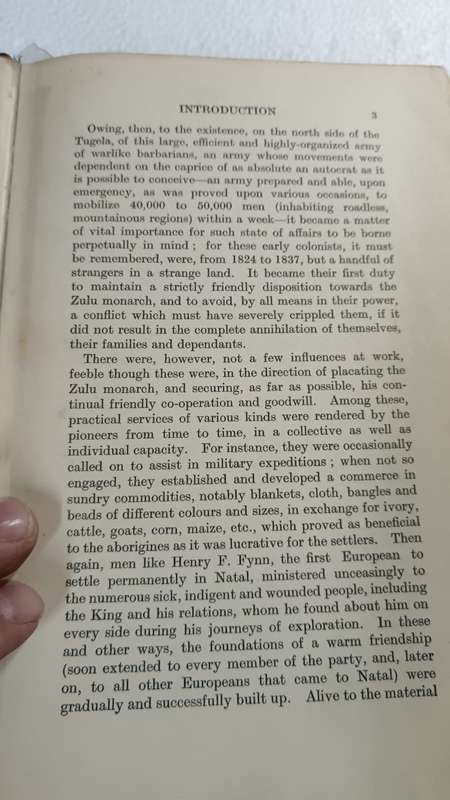 INTRODUCTION 3
Owing, then, to the existence, on the north side of the
Tugela, of this large, efficient and highly-organized army
of warlike barbarians, an army whose movements were
dependent on the caprice of as absolute an autocrat as it
is possible to conceive—an army prepared and able, upon
emergency, as was proved upon various occasions, to
mobilize 40,000 to 50,000 men (inhabiting roadless,
mountainous regions) within a week—it became a matter
of vital importance for such state of affairs to be borne
perpetually in mind ; for these early colonists, it must
be remembered, were, from 1824 to 1837, but a handful of
strangers in a strange land. It became their first duty
to maintain a strictly friendly disposition towards the
Zulu monarch, and to avoid, by all means in their power,
a conflict which must have severely crippled them, if it
did not result in the complete annihilation of themselves,
their families and dependants.
There were, however, not a few influences at work,
feeble though these were, in the direction of placating the
Zulu monarch, and securing, as far as possible, his con-
tinual friendly co-operation and goodwill. Among these,
practical services of various kinds were rendered by the
pioneers from time to time, in a collective as well as
individual capacity. For instance, they were occasionally
called on to assist in military expeditions ; when not so
engaged, they established and developed a commerce in
sundry commodities, notably blankets, cloth, bangles and
beads of different colours and sizes, in exchange for ivory,
cattle, goats, corn, maize, etc., which proved as beneficial
to the aborigines as it was lucrative for the settlers. Then
again, men like Henry F. Fynn, the first European to
settle permanently in Natal, ministered unceasingly to
the numerous sick, indigent and wounded people, including
the King and his relations, whom he found about him on
every side during his journeys of exploration. In these
and other ways, the foundations of a warm friendship
(soon extended to every member of the party, and, later
on, to all other Europeans that came to Natal) were
gradually and successfully built up. Alive to the material